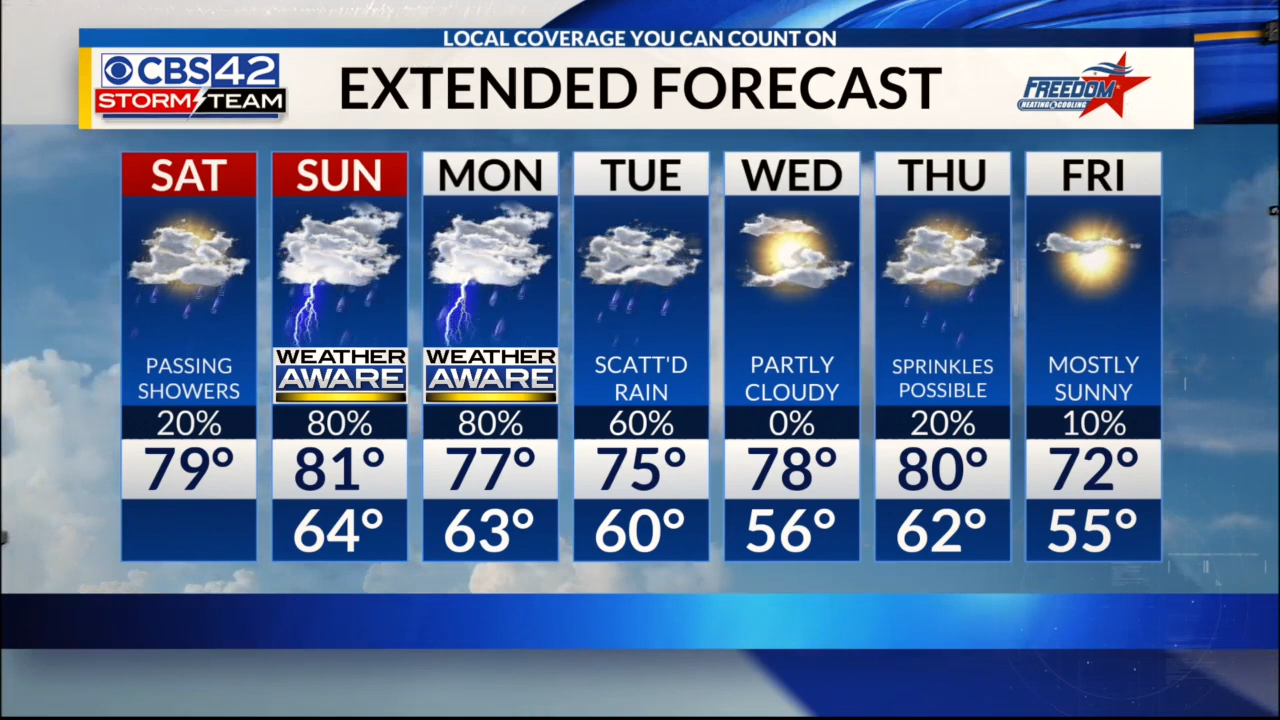 LOCAL COVERAGE YOU CAN COUNT ON
CBS42
STORM TEAM
EXTENDED FORECAST
FREEDOM
HEATING & COOLING
SAT SUN MON TUE WED THU FRI
WEATHER AWARE
WEATHER AWARE
PASSING SHOWERS
SCATT'D RAIN
PARTLY CLOUDY
SPRINKLES POSSIBLE
MOSTLY SUNNY
20% 80% 80% 60% 0% 20% 10%
79° 81° 77° 75° 78° 80° 72°
64° 63° 60° 56° 62° 55°